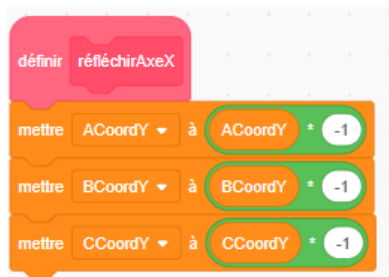 définir réfléchirAxeX
mettre ACoordY à ACoordY * -1
mettre BCoordY à BCoordY * -1
mettre CCoordY à CCoordY * -1